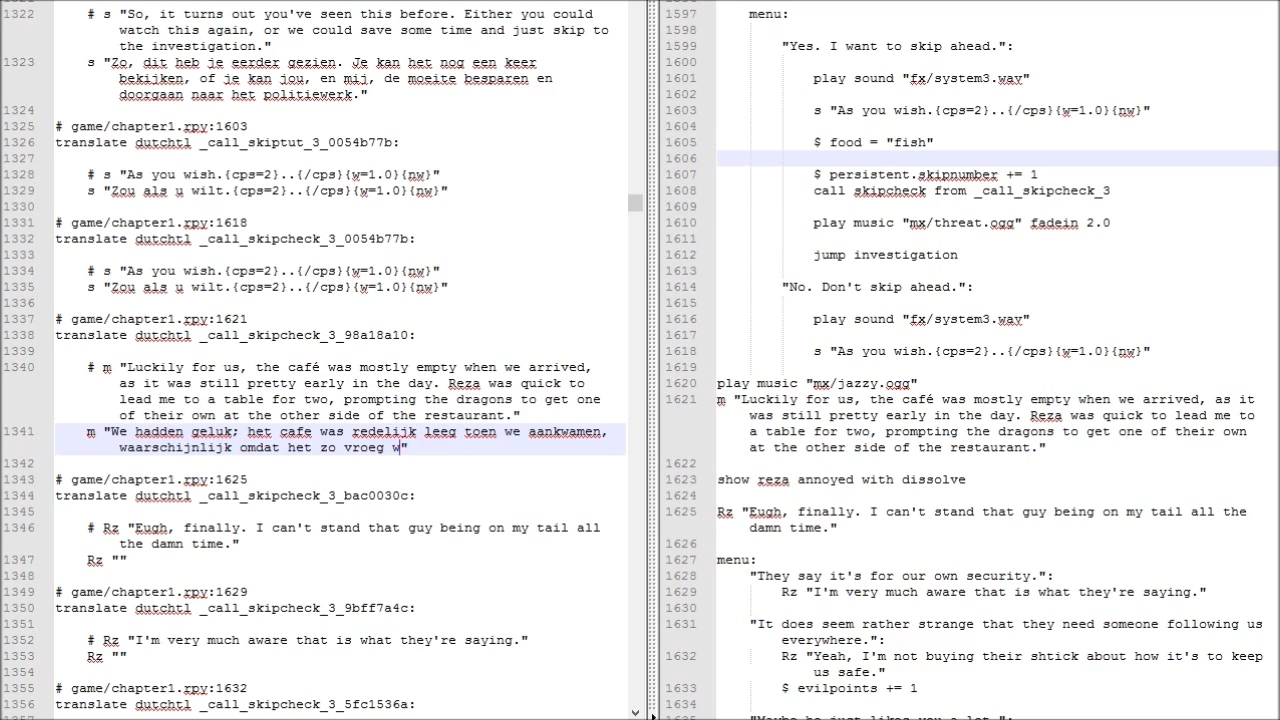 1322 # s "So, it turns out you've seen this before. Either you could
watch this again, or we could save some time and just skip to
the investigation."
1323 s "Zo, dit heb je eerder gezien. Je kan het nog een keer
bekijken, of je kan jou, en mij, de moeite besparen en
doorgaan naar het politiewerk."
1324
1325 # game/chapter1.rpy:1603
1326 translate dutchtl _call_skiptut_3_0054b77b:
1327
1328 # s "As you wish.{cps=2}..{/cps}{w=1.0}{nw}"
1329 s "Zou als u wilt.{cps=2}..{/cps}{w=1.0}{nw}"
1330
1331 # game/chapter1.rpy:1618
1332 translate dutchtl _call_skipcheck_3_0054b77b:
1333
1334 # s "As you wish.{cps=2}..{/cps}{w=1.0}{nw}"
1335 s "Zou als u wilt.{cps=2}..{/cps}{w=1.0}{nw}"
1336
1337 # game/chapter1.rpy:1621
1338 translate dutchtl _call_skipcheck_3_98a18a10:
1339
1340 # m "Luckily for us, the café was mostly empty when we arrived,
as it was still pretty early in the day. Reza was quick to
lead me to a table for two, prompting the dragons to get one
of their own at the other side of the restaurant."
1341 m "We hadden geluk; het cafe was redelijk leeg toen we aankwamen,
waarschijnlijk omdat het zo vroeg w"
1342
1343 # game/chapter1.rpy:1625
1344 translate dutchtl _call_skipcheck_3_bac0030c:
1345
1346 # Rz "Eugh, finally. I can't stand that guy being on my tail all
the damn time."
1347 Rz ""
1348
1349 # game/chapter1.rpy:1629
1350 translate dutchtl _call_skipcheck_3_9bff7a4c:
1351
1352 # Rz "I'm very much aware that is what they're saying."
1353 Rz ""
1354
1355 # game/chapter1.rpy:1632
1356 translate dutchtl _call_skipcheck_3_5fc1536a:
1597 menu:
1598
1599 "Yes. I want to skip ahead.":
1600
1601 play sound "fx/system3.wav"
1602
1603 s "As you wish.{cps=2}..{/cps}{w=1.0}{nw}"
1604
1605 $ food = "fish"
1606
1607 $ persistent.skipnumber += 1
1608 call skipcheck from _call_skipcheck_3
1609
1610 play music "mx/threat.ogg" fadein 2.0
1611
1612 jump investigation
1613
1614 "No. Don't skip ahead.":
1615
1616 play sound "fx/system3.wav"
1617
1618 s "As you wish.{cps=2}..{/cps}{w=1.0}{nw}"
1619
1620 play music "mx/jazzy.ogg"
1621 m "Luckily for us, the café was mostly empty when we arrived, as it
was still pretty early in the day. Reza was quick to lead me to
a table for two, prompting the dragons to get one of their own
at the other side of the restaurant."
1622
1623 show reza annoyed with dissolve
1624
1625 Rz "Eugh, finally. I can't stand that guy being on my tail all the
damn time."
1626
1627 menu:
1628 "They say it's for our own security.":
1629 Rz "I'm very much aware that is what they're saying."
1630
1631 "It does seem rather strange that they need someone following us
everywhere.":
1632 Rz "Yeah, I'm not buying their shtick about how it's to keep
us safe."
1633 $ evilpoints += 1
1634